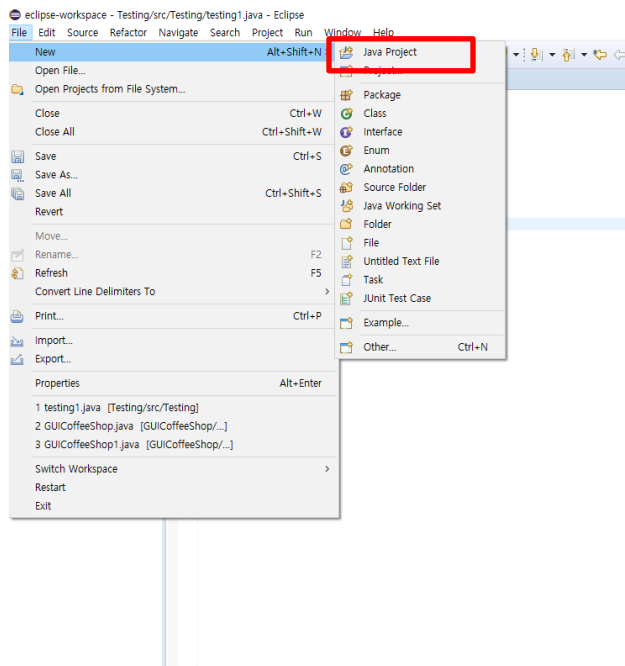 eclipse-workspace - Testing/src/Testing/testing1.java - Eclipse
File Edit Source Refactor Navigate Search Project Run Window Help
New Alt+Shift+N
Open File...
Open Projects from File System...
Close Ctrl+W
Close All Ctrl+Shift+W
Save Ctrl+S
Save As...
Save All Ctrl+Shift+S
Revert
Move...
Rename... F2
Refresh F5
Convert Line Delimiters To
Print... Ctrl+P
Import...
Export...
Properties Alt+Enter
1 testing1.java [Testing/src/Testing]
2 GUICoffeeShop.java [GUICoffeeShop/...]
3 GUICoffeeShop1.java [GUICoffeeShop/...]
Switch Workspace
Restart
Exit
Java Project
Project...
Package
Class
Interface
Enum
Annotation
Source Folder
Java Working Set
Folder
File
Untitled Text File
Task
JUnit Test Case
Example...
Other... Ctrl+N